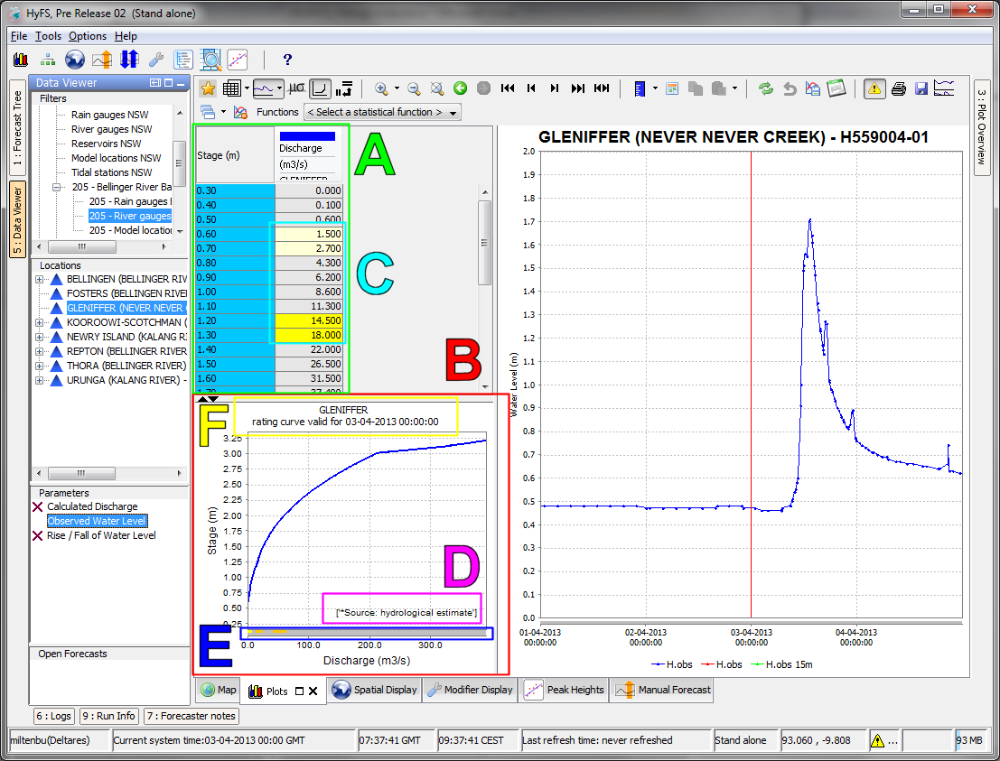 HyFS, Pre Release 02 (Stand alone)
File Tools Options Help
?
1 : Forecast Tree
5 : Data Viewer
Data Viewer
Filters
Rain gauges NSW
River gauges NSW
Reservoirs NSW
Model locations NSW
Tidal stations NSW
205 - Bellinger River Ba
205 - Rain gauges
205 - River gauges
205 - Model location
Locations
BELLINGEN (BELLINGER RIV
FOSTERS (BELLINGEN RIVER
GLENIFFER (NEVER NEVER
KOOROOWI-SCOTCHMAN (
NEWRY ISLAND (KALANG RI
REPTON (BELLINGER RIVER
THORA (BELLINGER RIVER)
URUNGA (KALANG RIVER) -
Parameters
Calculated Discharge
Observed Water Level
Rise / Fall of Water Level
Open Forecasts
μσ
Functions < Select a statistical function >
Stage (m)
Discharge
(m3/s)
GLENIFFER
0.30 0.000
0.40 0.100
0.50 0.600
0.60 1.500
0.70 2.700
0.80 4.300
0.90 6.200
1.00 8.600
1.10 11.300
1.20 14.500
1.30 18.000
1.40 22.000
1.50 26.500
1.60 31.500
1.70 37.400
A
C
B
F
GLENIFFER
rating curve valid for 03-04-2013 00:00:00
3.25
3.00
2.75
2.50
2.25
2.00
1.75
1.50
1.25
1.00
0.75
0.50
0.25
Stage (m)
D
['*Source: hydrological estimate']
E
0.0 100.0 200.0 300.0
Discharge (m3/s)
GLENIFFER (NEVER NEVER CREEK) - H559004-01
2.0
1.9
1.8
1.7
1.6
1.5
1.4
1.3
1.2
1.1
1.0
0.9
0.8
0.7
0.6
0.5
0.4
0.3
0.2
0.1
0.0
Water Level (m)
01-04-2013 02-04-2013 03-04-2013 04-04-2013
00:00:00 00:00:00 00:00:00 00:00:00
H.obs H.obs H.obs 15m
3 : Plot Overview
Map Plots Spatial Display Modifier Display Peak Heights Manual Forecast
6 : Logs 9 : Run Info 7 : Forecaster notes
miltenbu(Deltares) Current system time:03-04-2013 00:00 GMT 07:37:41 GMT 09:37:41 CEST Last refresh time: never refreshed Stand alone 93.060 , -9.808 ... 93 MB